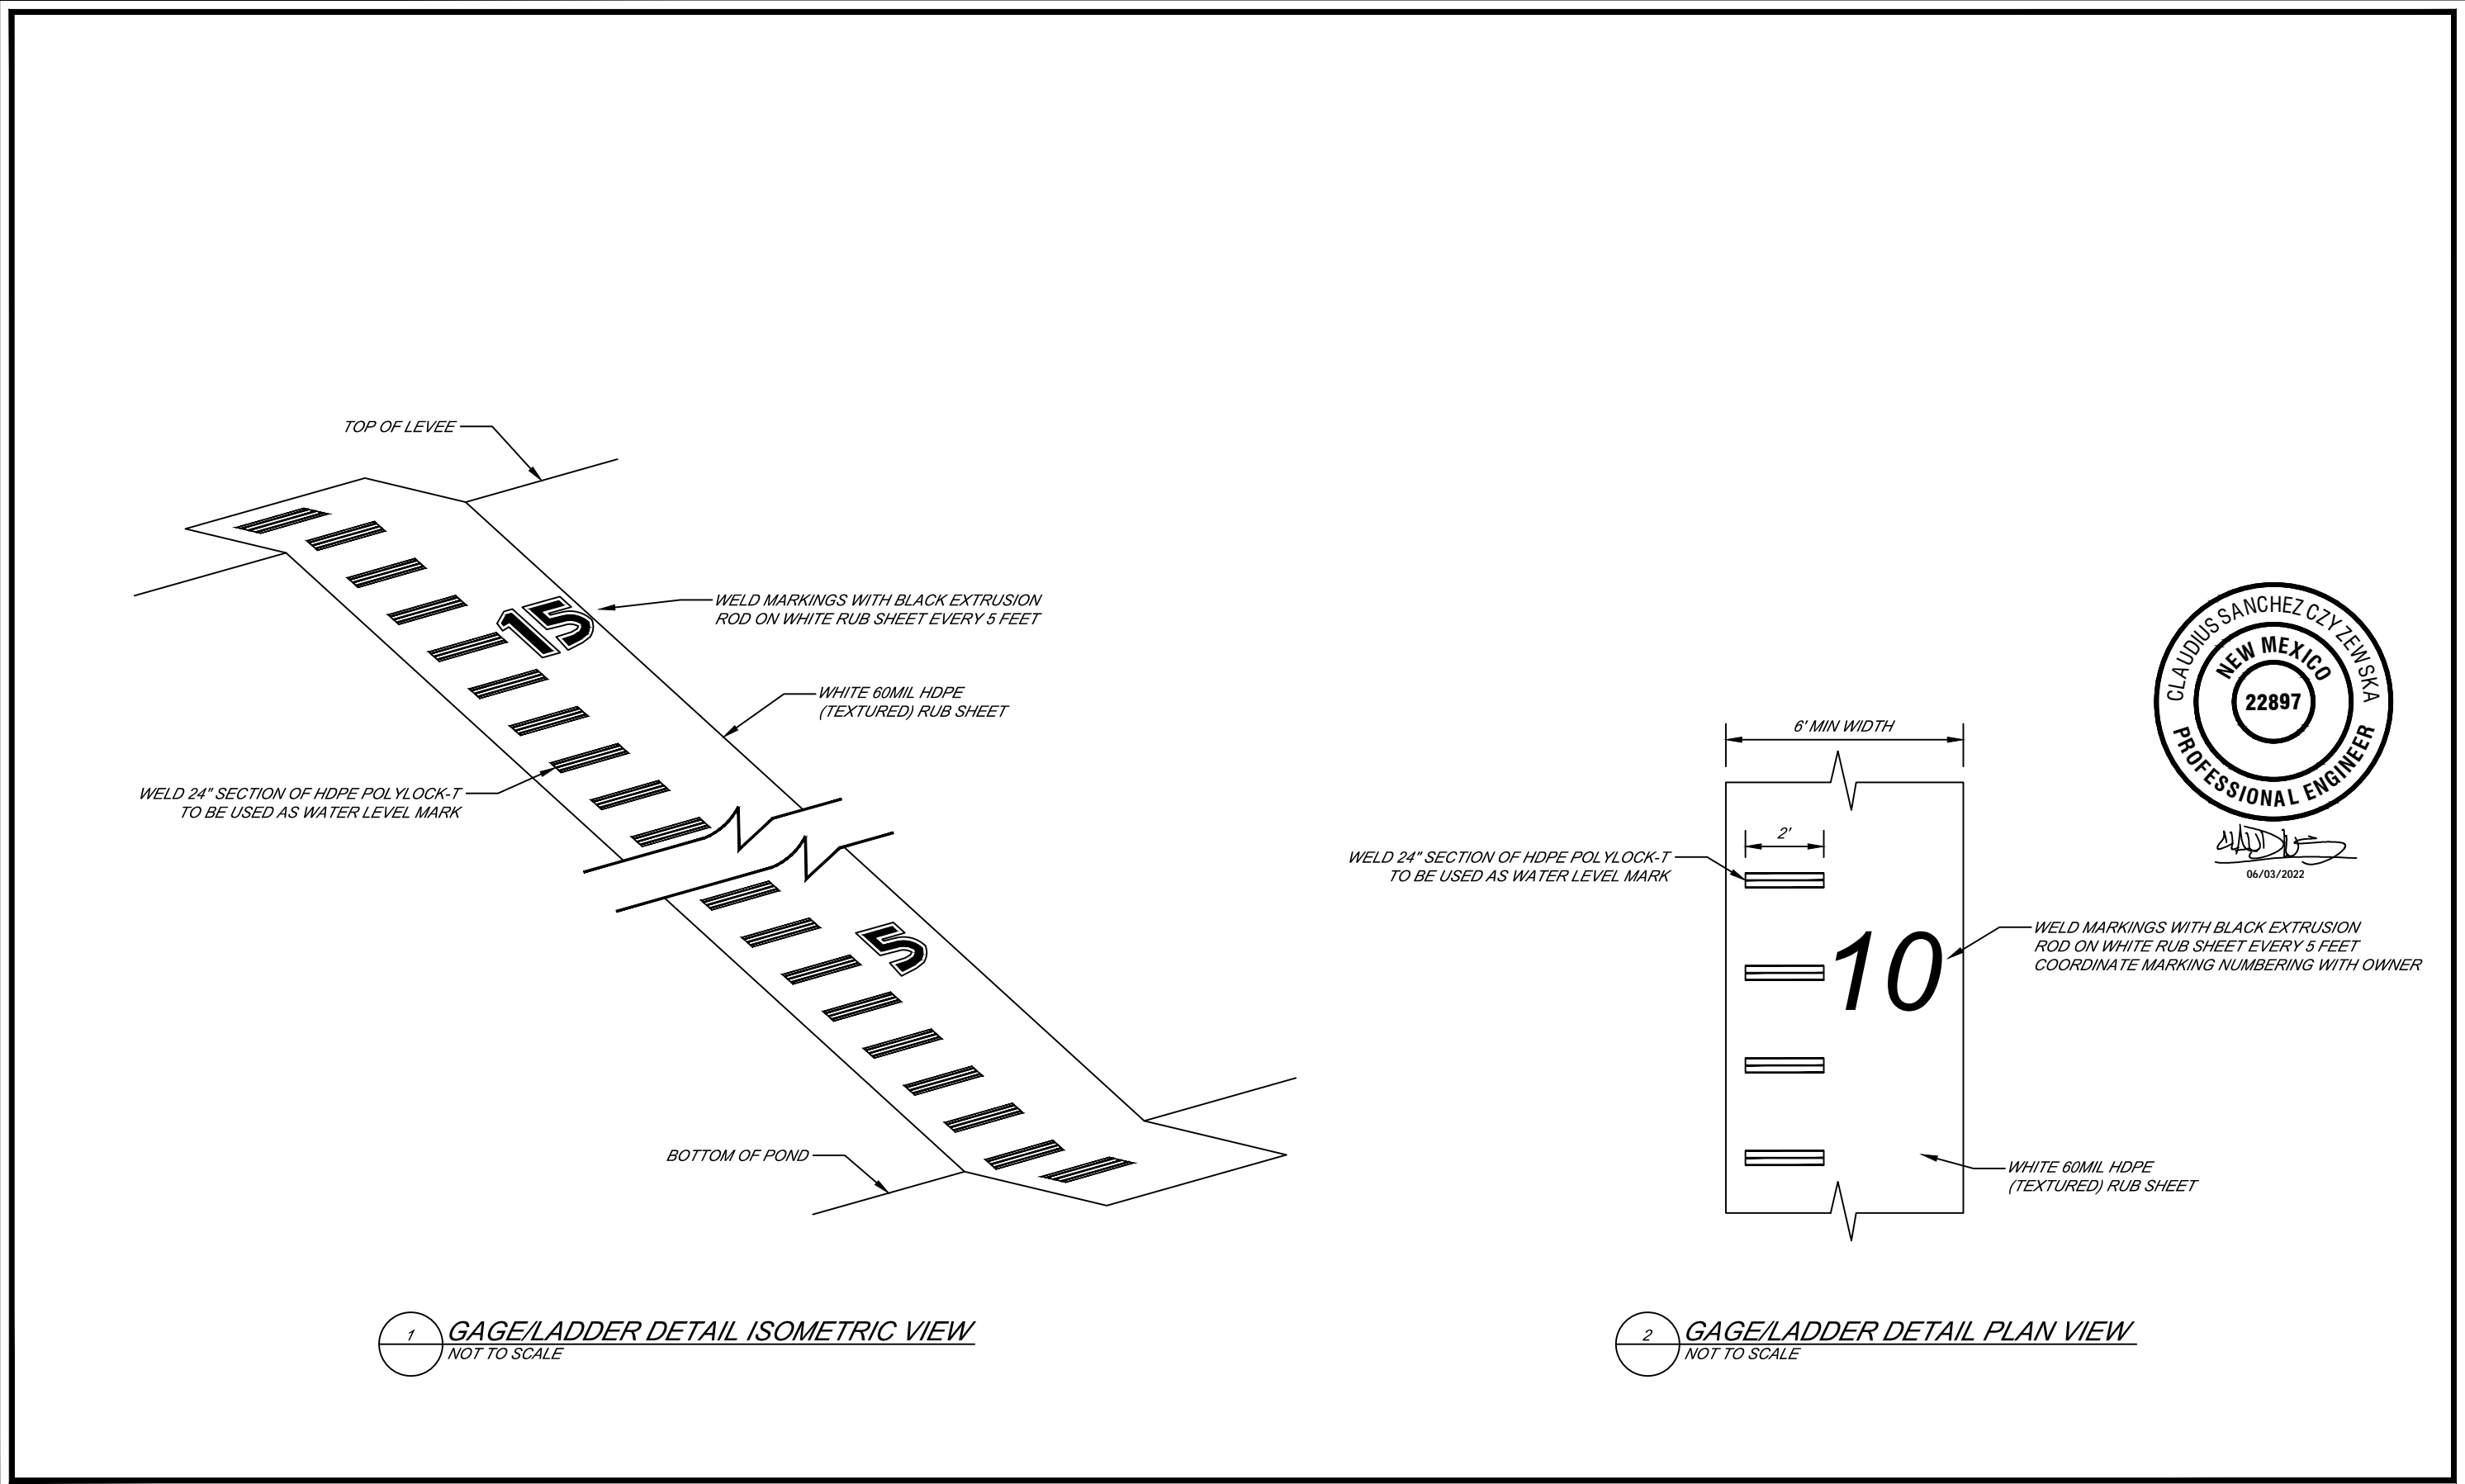 TOP OF LEVEE
15
WELD MARKINGS WITH BLACK EXTRUSION
ROD ON WHITE RUB SHEET EVERY 5 FEET
WHITE 60MIL HDPE
(TEXTURED) RUB SHEET
WELD 24" SECTION OF HDPE POLYLOCK-T
TO BE USED AS WATER LEVEL MARK
5
BOTTOM OF POND
1
GAGE/LADDER DETAIL ISOMETRIC VIEW
NOT TO SCALE
6' MIN WIDTH
2'
WELD 24" SECTION OF HDPE POLYLOCK-T
TO BE USED AS WATER LEVEL MARK
10
WELD MARKINGS WITH BLACK EXTRUSION
ROD ON WHITE RUB SHEET EVERY 5 FEET
COORDINATE MARKING NUMBERING WITH OWNER
WHITE 60MIL HDPE
(TEXTURED) RUB SHEET
2
GAGE/LADDER DETAIL PLAN VIEW
NOT TO SCALE
CLAUDIUS SANCHEZ CZYZEWSKA
NEW MEXICO
22897
PROFESSIONAL ENGINEER
06/03/2022